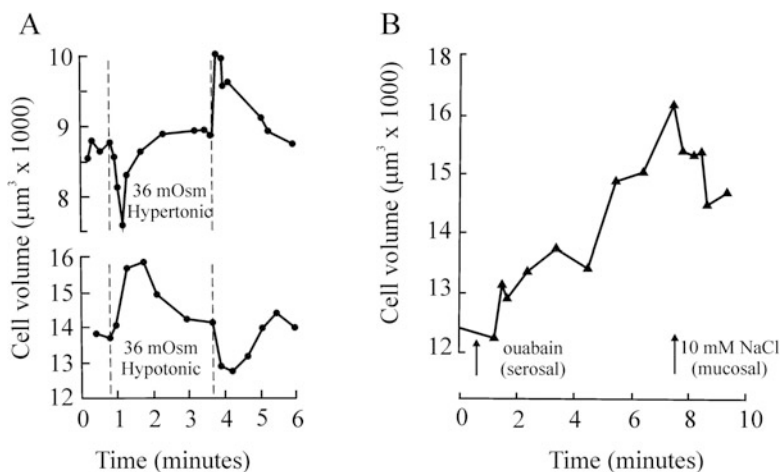 A
Cell volume (μm³ x 1000)
10
9
8
36 mOsm
Hypertonic
16
15
14
13
12
36 mOsm
Hypotonic
0 1 2 3 4 5 6
Time (minutes)
B
Cell volume (μm³ x 1000)
18
17
16
15
14
13
12
ouabain
(serosal)
10 mM NaCl
(mucosal)
0 2 4 6 8 10
Time (minutes)